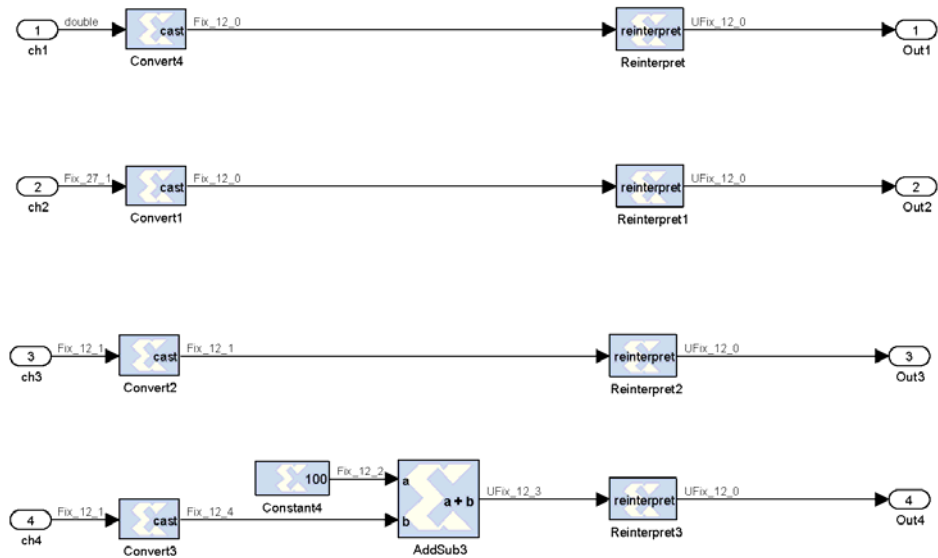 1 double cast Fix_12_0 reinterpret UFix_12_0 1
ch1 Convert4 Reinterpret Out1
2 Fix_27_1 cast Fix_12_0 reinterpret UFix_12_0 2
ch2 Convert1 Reinterpret1 Out2
3 Fix_12_1 cast Fix_12_1 reinterpret UFix_12_0 3
ch3 Convert2 Reinterpret2 Out3
100 Fix_12_2 a
Constant4
a + b UFix_12_3 reinterpret UFix_12_0 4
4 Fix_12_1 cast Fix_12_4 b
ch4 Convert3 AddSub3 Reinterpret3 Out4